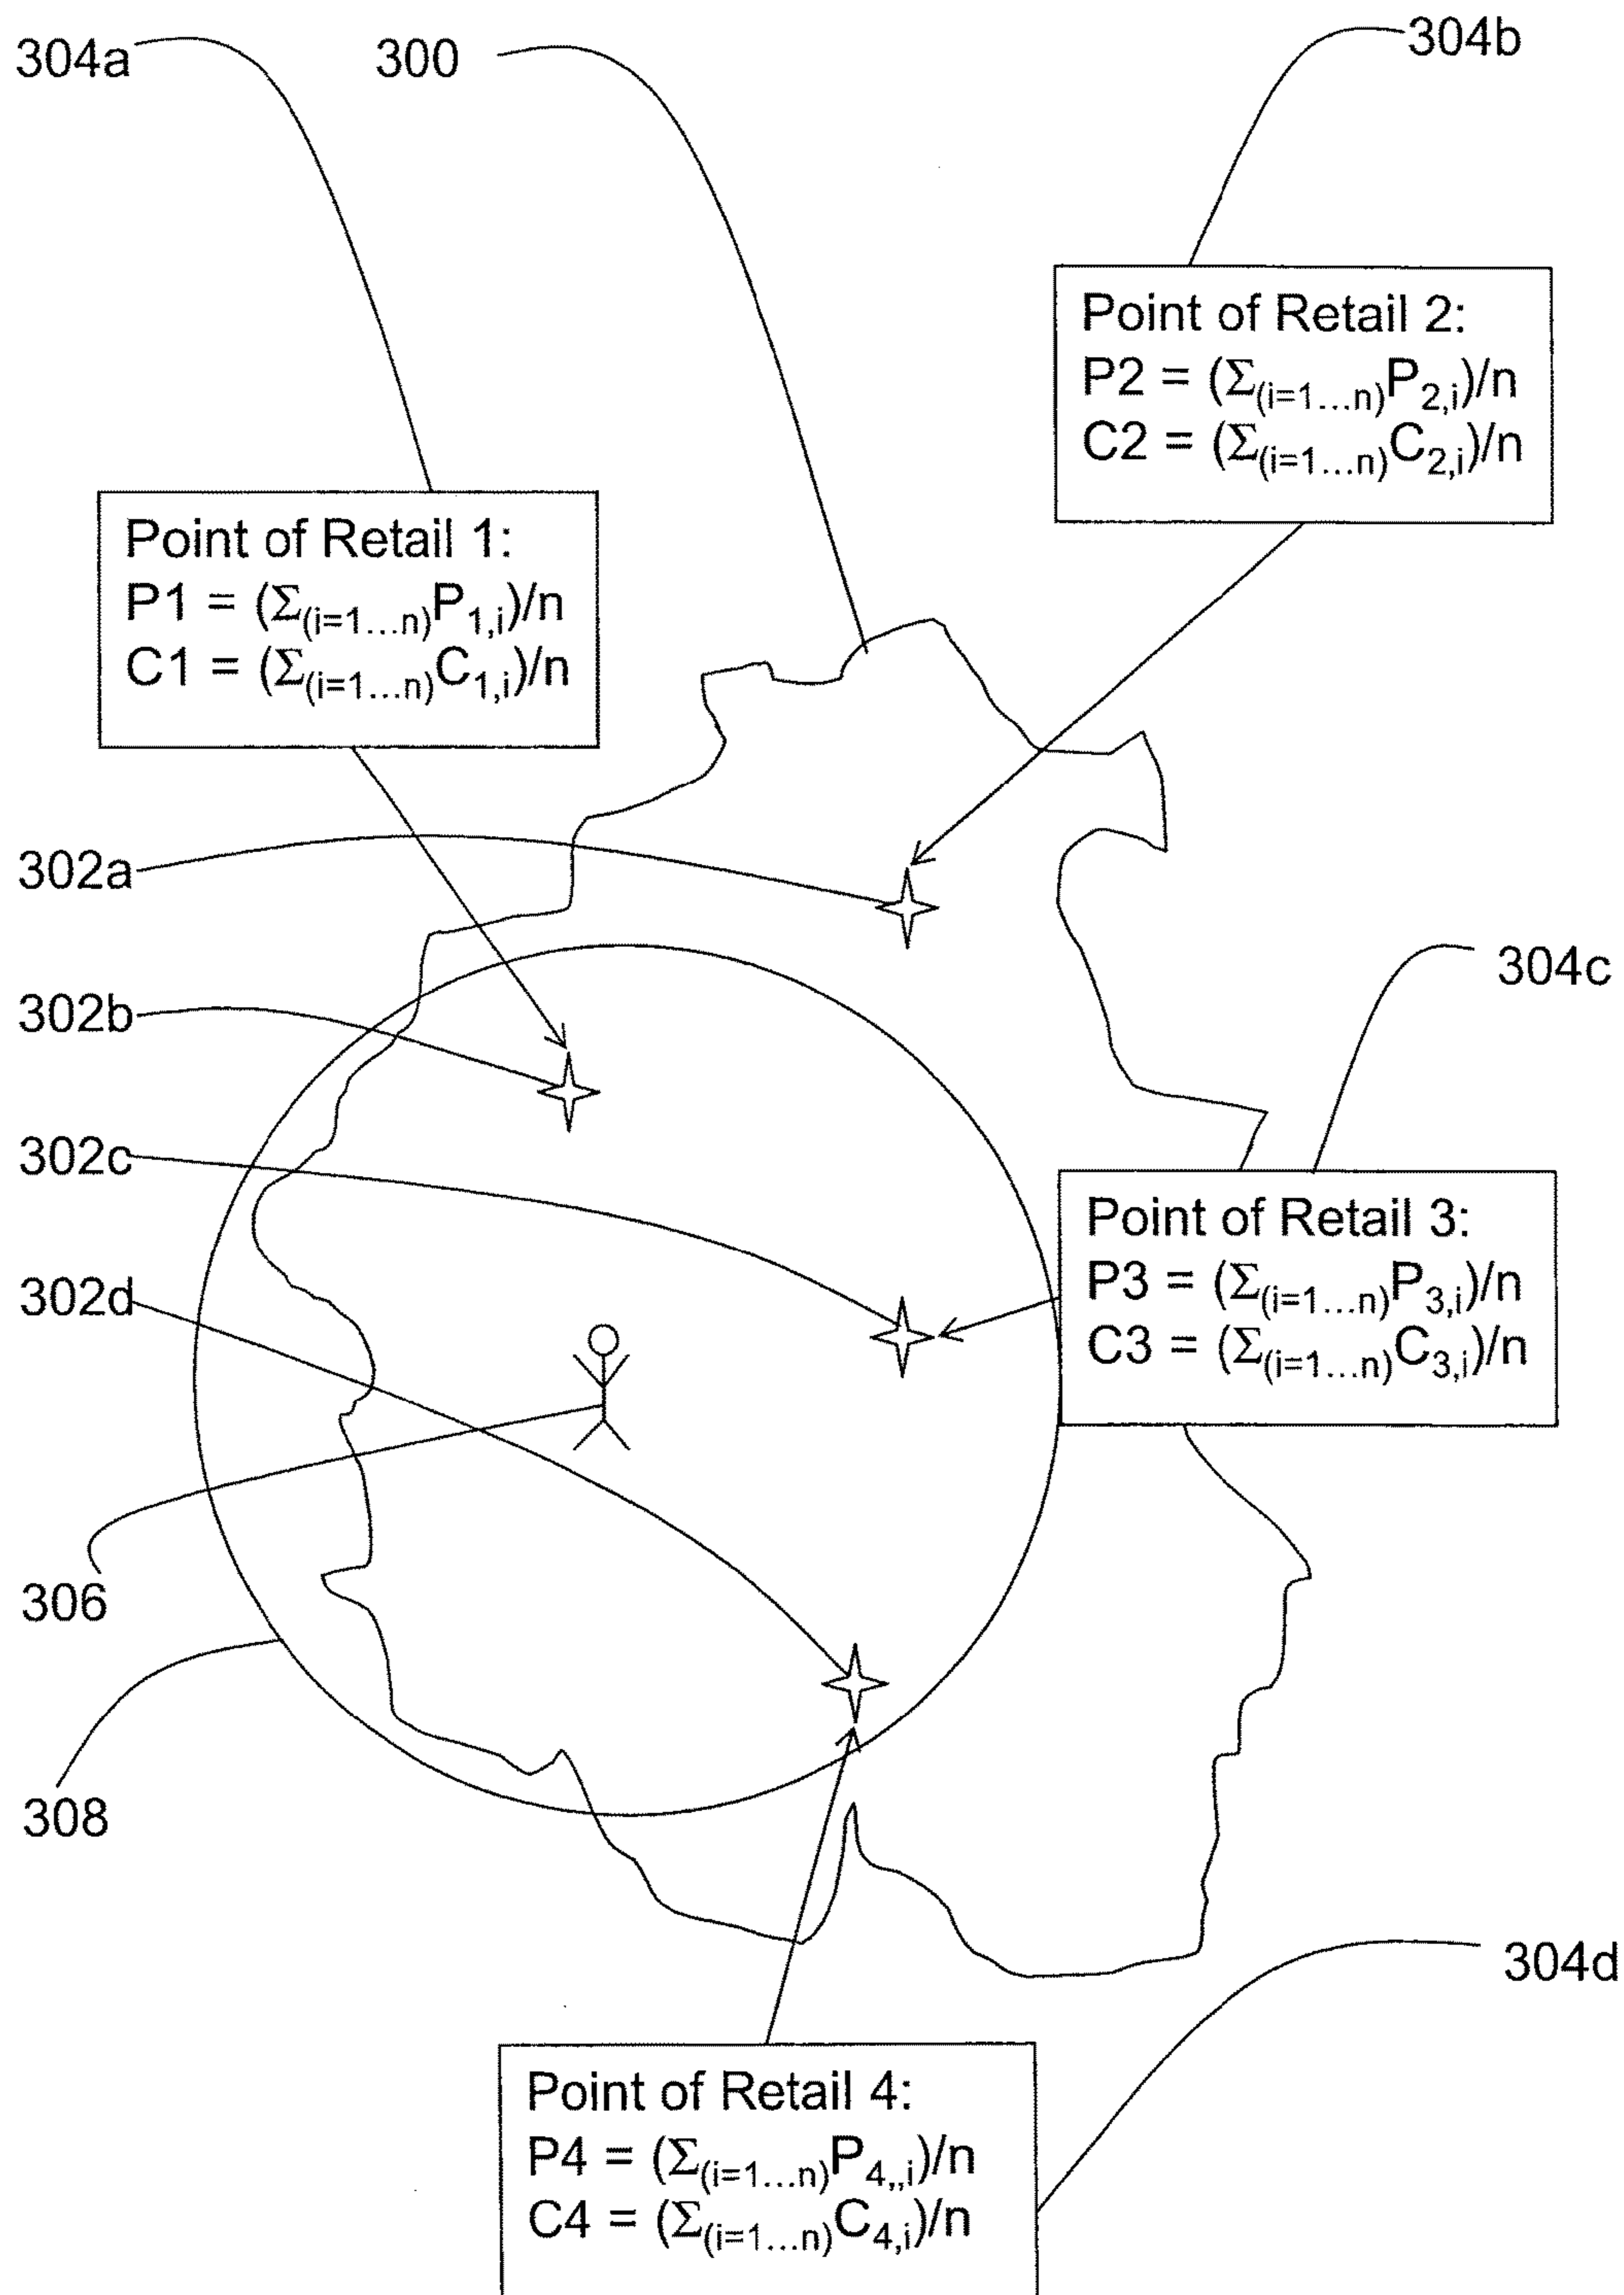 304a
300
304b
Point of Retail 2:
P2 = (Σ(i=1...n)P2,i)/n
C2 = (Σ(i=1...n)C2,i)/n
Point of Retail 1:
P1 = (Σ(i=1...n)P1,i)/n
C1 = (Σ(i=1...n)C1,i)/n
302a
304c
302b
302c
Point of Retail 3:
P3 = (Σ(i=1...n)P3,i)/n
C3 = (Σ(i=1...n)C3,i)/n
302d
306
308
304d
Point of Retail 4:
P4 = (Σ(i=1...n)P4,,i)/n
C4 = (Σ(i=1...n)C4,i)/n